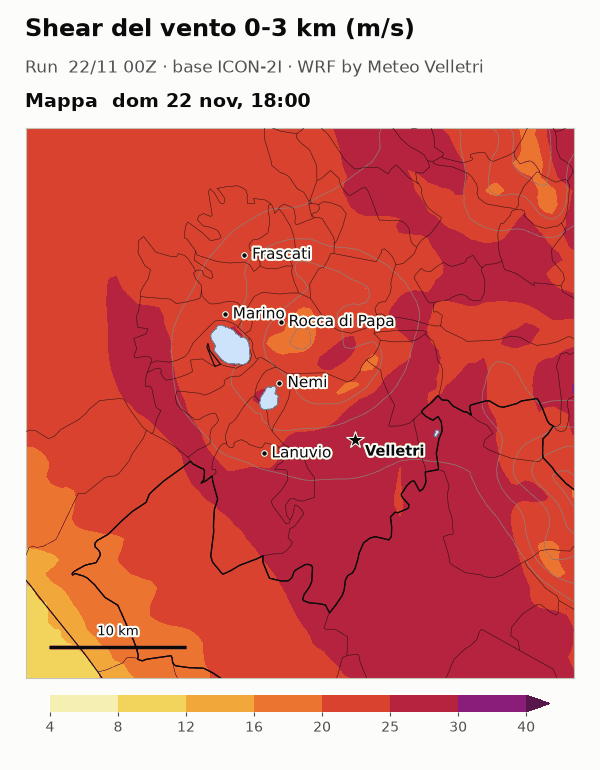 Shear del vento 0-3 km (m/s)
Run  22/11 00Z · base ICON-2I · WRF by Meteo Velletri
Mappa  dom 22 nov, 18:00
Frascati
Marino
Rocca di Papa
Nemi
Velletri
Lanuvio
10 km
4 8 12 16 20 25 30 40